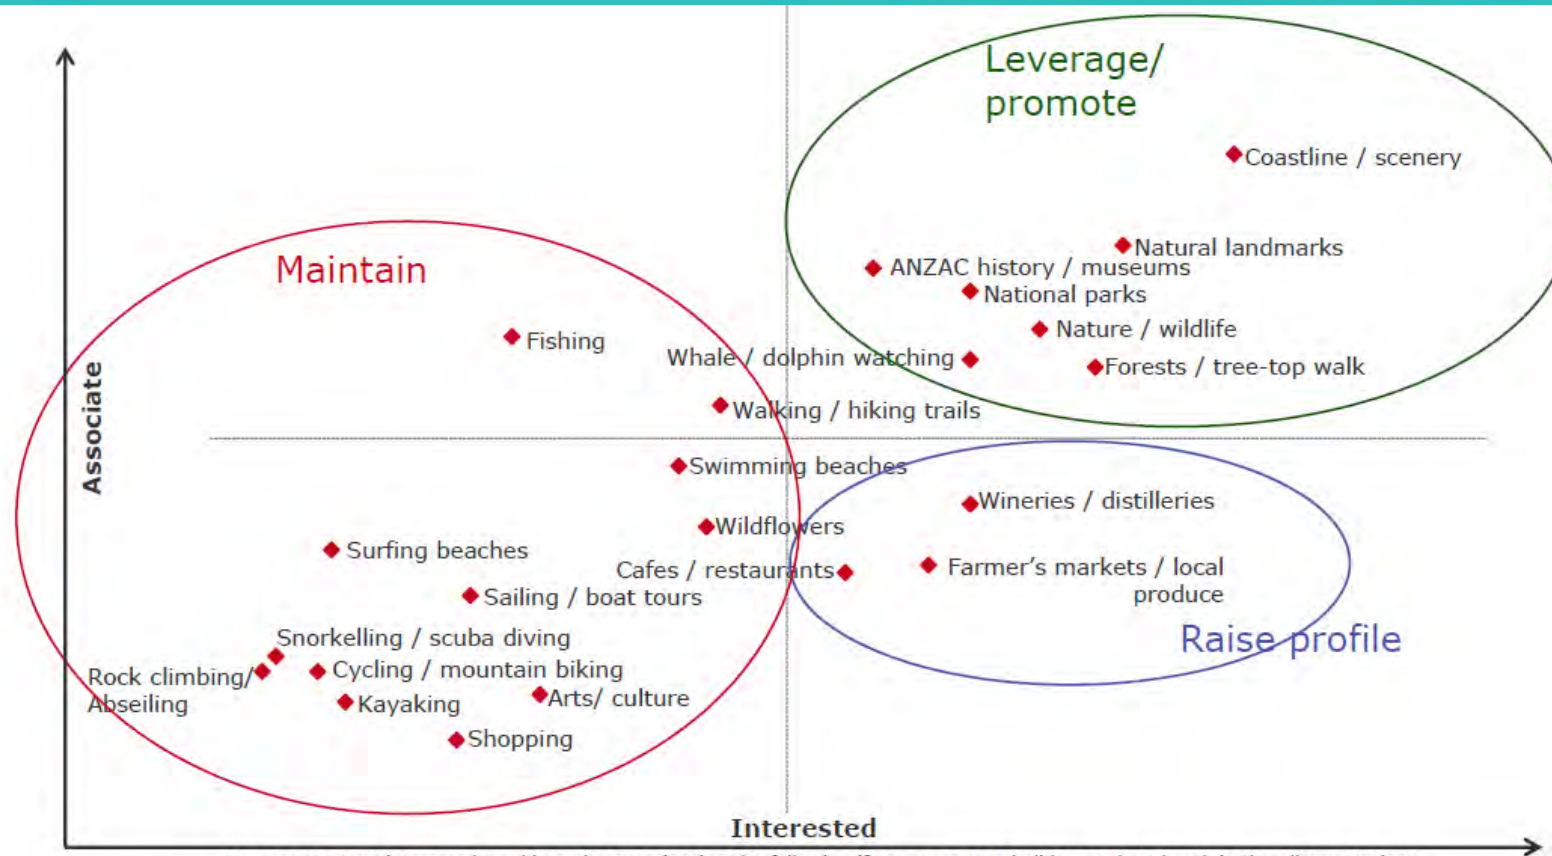 Leverage/
promote
Coastline / scenery
Natural landmarks
ANZAC history / museums
National parks
Maintain
Fishing
Nature / wildlife
Whale / dolphin watching
Forests / tree-top walk
Walking / hiking trails
Associate
Swimming beaches
Wineries / distilleries
Wildflowers
Surfing beaches
Cafes / restaurants
Farmer’s markets / local
produce
Sailing / boat tours
Snorkelling / scuba diving
Raise profile
Rock climbing/
Abseiling
Cycling / mountain biking
Kayaking
Arts/ culture
Shopping
Interested